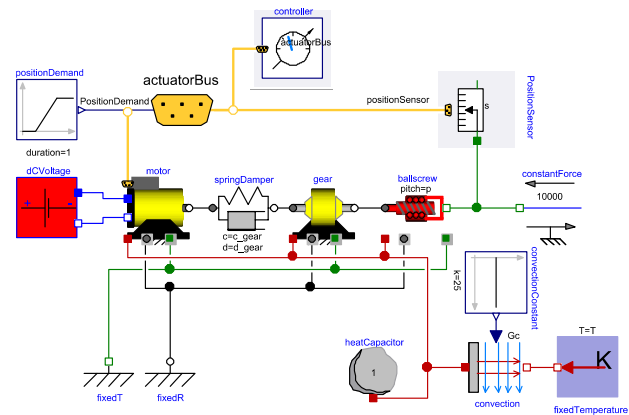 controller
actuatorBus
positionDemand
actuatorBus
PositionDemand
positionSensor
s
PositionSensor
duration=1
dCVoltage
+
-
motor
springDamper
gear
ballscrew
pitch=p
constantForce
10000
c=c_gear
d=d_gear
k=25
convectionConstant
heatCapacitor
1
Gc
T=T
K
fixedT
fixedR
convection
fixedTemperature